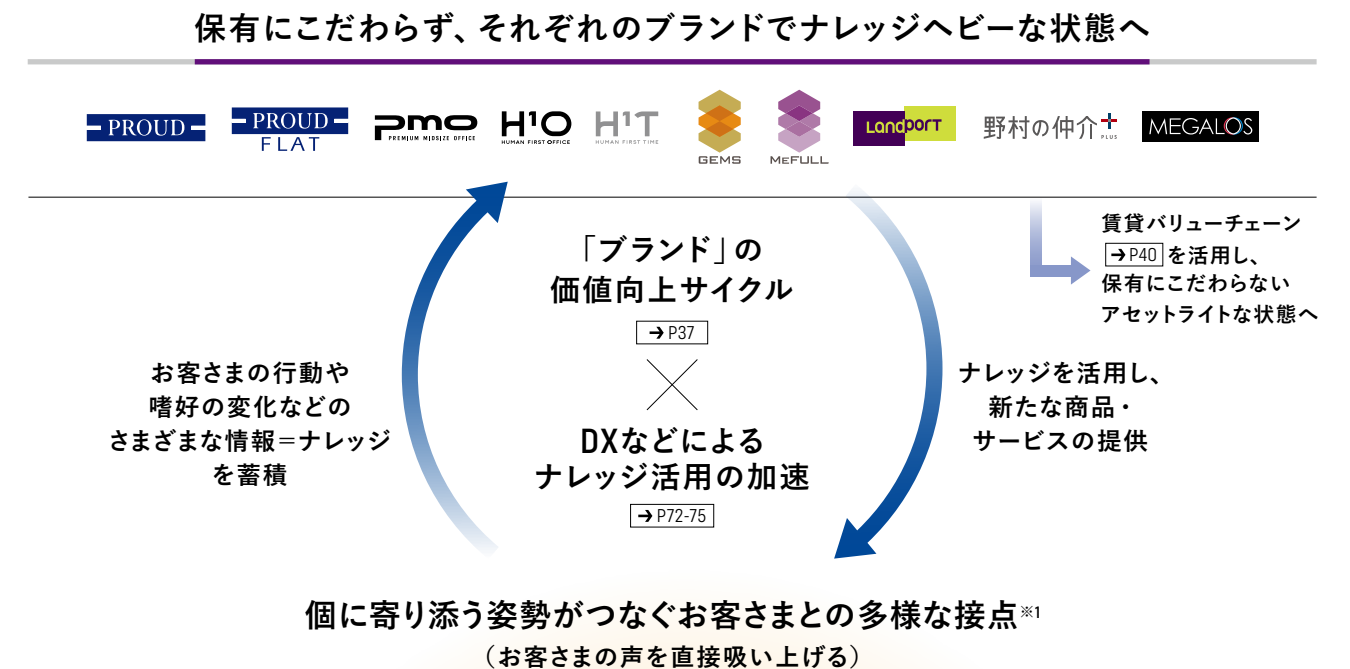 保有にこだわらず、それぞれのブランドでナレッジヘビーな状態へ
PROUD
PROUD
FLAT
PMO
PREMIUM MIDSIZE OFFICE
H¹O
HUMAN FIRST OFFICE
H¹T
HUMAN FIRST TIME
GEMS
MEFULL
Landport
野村の仲介+
PLUS
MEGALOS
賃貸バリューチェーン
→P40を活用し、
保有にこだわらない
アセットライトな状態へ
「ブランド」の
価値向上サイクル
→P37
×
DXなどによる
ナレッジ活用の加速
→P72-75
お客さまの行動や
嗜好の変化などの
さまざまな情報=ナレッジ
を蓄積
ナレッジを活用し、
新たな商品・
サービスの提供
個に寄り添う姿勢がつなぐお客さまとの多様な接点※1
（お客さまの声を直接吸い上げる）